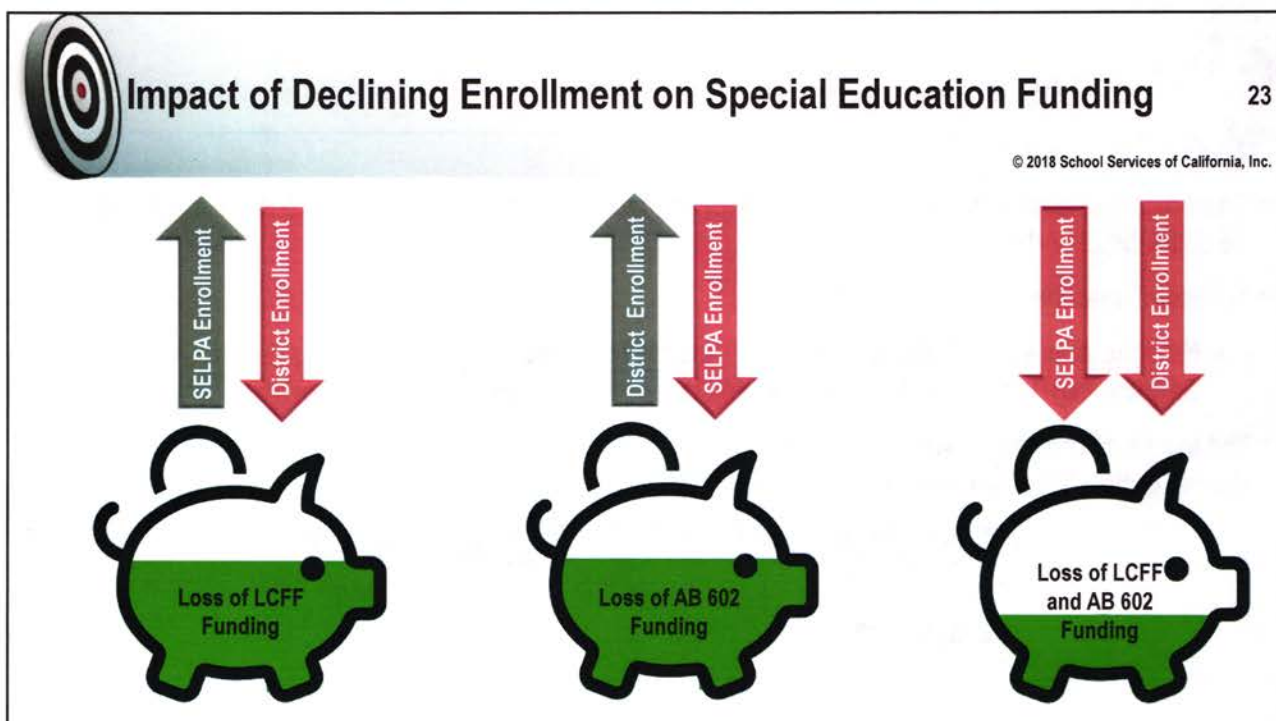 Impact of Declining Enrollment on Special Education Funding
23
© 2018 School Services of California, Inc.
SELPA Enrollment
District Enrollment
District Enrollment
SELPA Enrollment
SELPA Enrollment
District Enrollment
Loss of LCFF
Funding
Loss of AB 602
Funding
Loss of LCFF
and AB 602
Funding